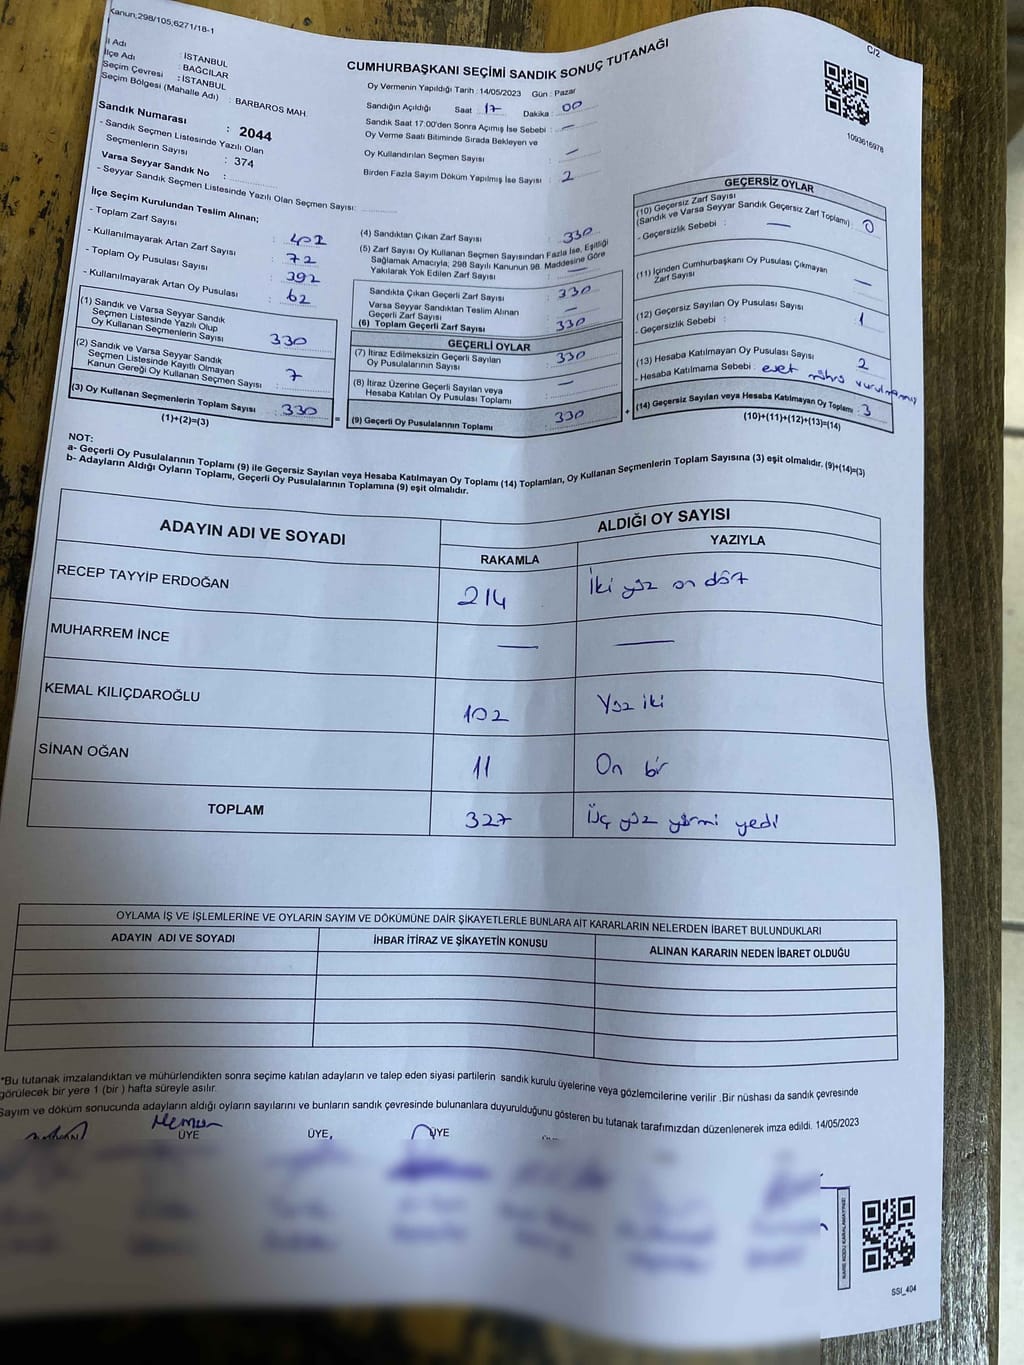 Kanun;298/105,6271/18-1
C/2
CUMHURBAŞKANI SEÇİMİ SANDIK SONUÇ TUTANAĞI
İl Adı : İSTANBUL
İlçe Adı : BAĞCILAR
Seçim Çevresi : İSTANBUL
Seçim Bölgesi (Mahalle Adı) : BARBAROS MAH.
Sandık Numarası : 2044
- Sandık Seçmen Listesinde Yazılı Olan
Seçmenlerin Sayısı : 374
Varsa Seyyar Sandık No :
- Seyyar Sandık Seçmen Listesinde Yazılı Olan Seçmen Sayısı:
Oy Vermenin Yapıldığı Tarih :14/05/2023 Gün : Pazar
Sandığın Açıldığı Saat : 17 Dakika : 00
Sandık Saat 17:00'den Sonra Açımış İse Sebebi : —
Oy Verme Saati Bitiminde Sırada Bekleyen ve
Oy Kullandırılan Seçmen Sayısı : —
Birden Fazla Sayım Döküm Yapılmış İse Sayısı : 2
1093616978
İlçe Seçim Kurulundan Teslim Alınan;
- Toplam Zarf Sayısı : 402
- Kullanılmayarak Artan Zarf Sayısı : 72
- Toplam Oy Pusulası Sayısı : 392
- Kullanılmayarak Artan Oy Pusulası : 62
(1) Sandık ve Varsa Seyyar Sandık
Seçmen Listesinde Yazılı Olup
Oy Kullanan Seçmenlerin Sayısı : 330
(2) Sandık ve Varsa Seyyar Sandık
Seçmen Listesinde Kayıtlı Olmayan
Kanun Gereği Oy Kullanan Seçmen Sayısı : 7
(3) Oy Kullanan Seçmenlerin Toplam Sayısı : 330
(1)+(2)=(3)
(4) Sandıktan Çıkan Zarf Sayısı : 330
(5) Zarf Sayısı Oy Kullanan Seçmen Sayısından Fazla İse, Eşitliği
Sağlamak Amacıyla; 298 Sayılı Kanunun 98. Maddesine Göre
Yakılarak Yok Edilen Zarf Sayısı : —
Sandıkta Çıkan Geçerli Zarf Sayısı : 330
Varsa Seyyar Sandıktan Teslim Alınan
Geçerli Zarf Sayısı : —
(6) Toplam Geçerli Zarf Sayısı : 330
GEÇERLİ OYLAR
(7) İtiraz Edilmeksizin Geçerli Sayılan
Oy Pusulalarının Sayısı : 330
(8) İtiraz Üzerine Geçerli Sayılan veya
Hesaba Katılan Oy Pusulası Toplamı : —
(9) Geçerli Oy Pusulalarının Toplamı : 330
GEÇERSİZ OYLAR
(10) Geçersiz Zarf Sayısı
(Sandık ve Varsa Seyyar Sandık Geçersiz Zarf Toplamı) : 0
- Geçersizlik Sebebi : —
(11) İçinden Cumhurbaşkanı Oy Pusulası Çıkmayan
Zarf Sayısı : —
(12) Geçersiz Sayılan Oy Pusulası Sayısı : 1
- Geçersizlik Sebebi :
(13) Hesaba Katılmayan Oy Pusulası Sayısı : 2
- Hesaba Katılmama Sebebi : evet mührü vurulmamış
(14) Geçersiz Sayılan veya Hesaba Katılmayan Oy Toplamı : 3
(10)+(11)+(12)+(13)=(14)
NOT:
a- Geçerli Oy Pusulalarının Toplamı (9) ile Geçersiz Sayılan veya Hesaba Katılmayan Oy Toplamı (14) Toplamları, Oy Kullanan Seçmenlerin Toplam Sayısına (3) eşit olmalıdır. (9)+(14)=(3)
b- Adayların Aldığı Oyların Toplamı, Geçerli Oy Pusulalarının Toplamına (9) eşit olmalıdır.
ADAYIN ADI VE SOYADI ALDIĞI OY SAYISI
RAKAMLA YAZIYLA
RECEP TAYYİP ERDOĞAN 214 İki yüz on dört
MUHARREM İNCE — —
KEMAL KILIÇDAROĞLU 102 Yüz iki
SİNAN OĞAN 11 On bir
TOPLAM 327 Üç yüz yirmi yedi
OYLAMA İŞ VE İŞLEMLERİNE VE OYLARIN SAYIM VE DÖKÜMÜNE DAİR ŞİKAYETLERLE BUNLARA AİT KARARLARIN NELERDEN İBARET BULUNDUKLARI
ADAYIN ADI VE SOYADI İHBAR İTİRAZ VE ŞİKAYETİN KONUSU ALINAN KARARIN NEDEN İBARET OLDUĞU
*Bu tutanak imzalandıktan ve mühürlendikten sonra seçime katılan adayların ve talep eden siyasi partilerin sandık kurulu üyelerine veya gözlemcilerine verilir .Bir nüshası da sandık çevresinde
görülecek bir yere 1 (bir ) hafta süreyle asılır.
Sayım ve döküm sonucunda adayların aldığı oyların sayılarını ve bunların sandık çevresinde bulunanlara duyurulduğunu gösteren bu tutanak tarafımızdan düzenlenerek imza edildi. 14/05/2023
Memur
ÜYE ÜYE, ÜYE
SSI_404